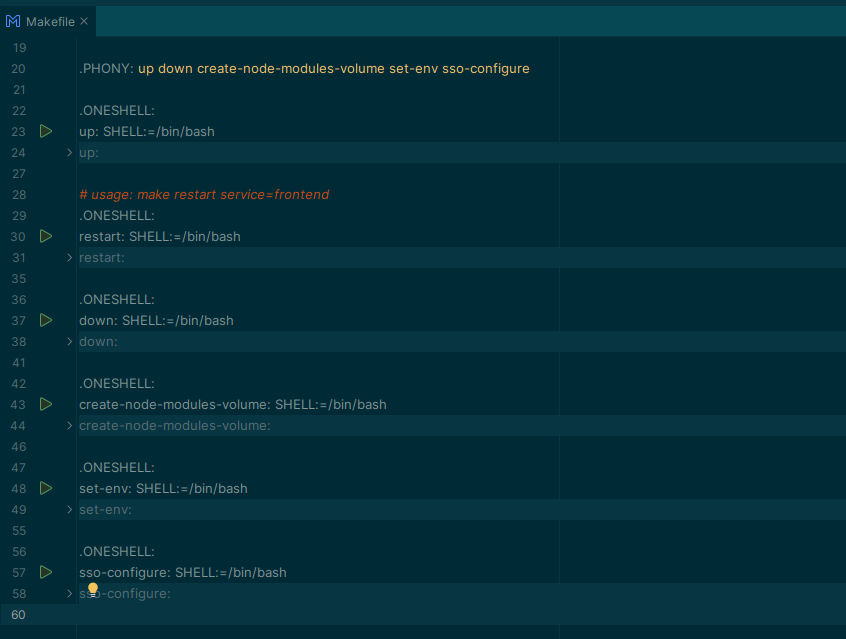 Makefile
19
20 .PHONY: up down create-node-modules-volume set-env sso-configure
21
22 .ONESHELL:
23 up: SHELL:=/bin/bash
24 up:
27
28 # usage: make restart service=frontend
29 .ONESHELL:
30 restart: SHELL:=/bin/bash
31 restart:
35
36 .ONESHELL:
37 down: SHELL:=/bin/bash
38 down:
41
42 .ONESHELL:
43 create-node-modules-volume: SHELL:=/bin/bash
44 create-node-modules-volume:
46
47 .ONESHELL:
48 set-env: SHELL:=/bin/bash
49 set-env:
55
56 .ONESHELL:
57 sso-configure: SHELL:=/bin/bash
58 sso-configure:
60